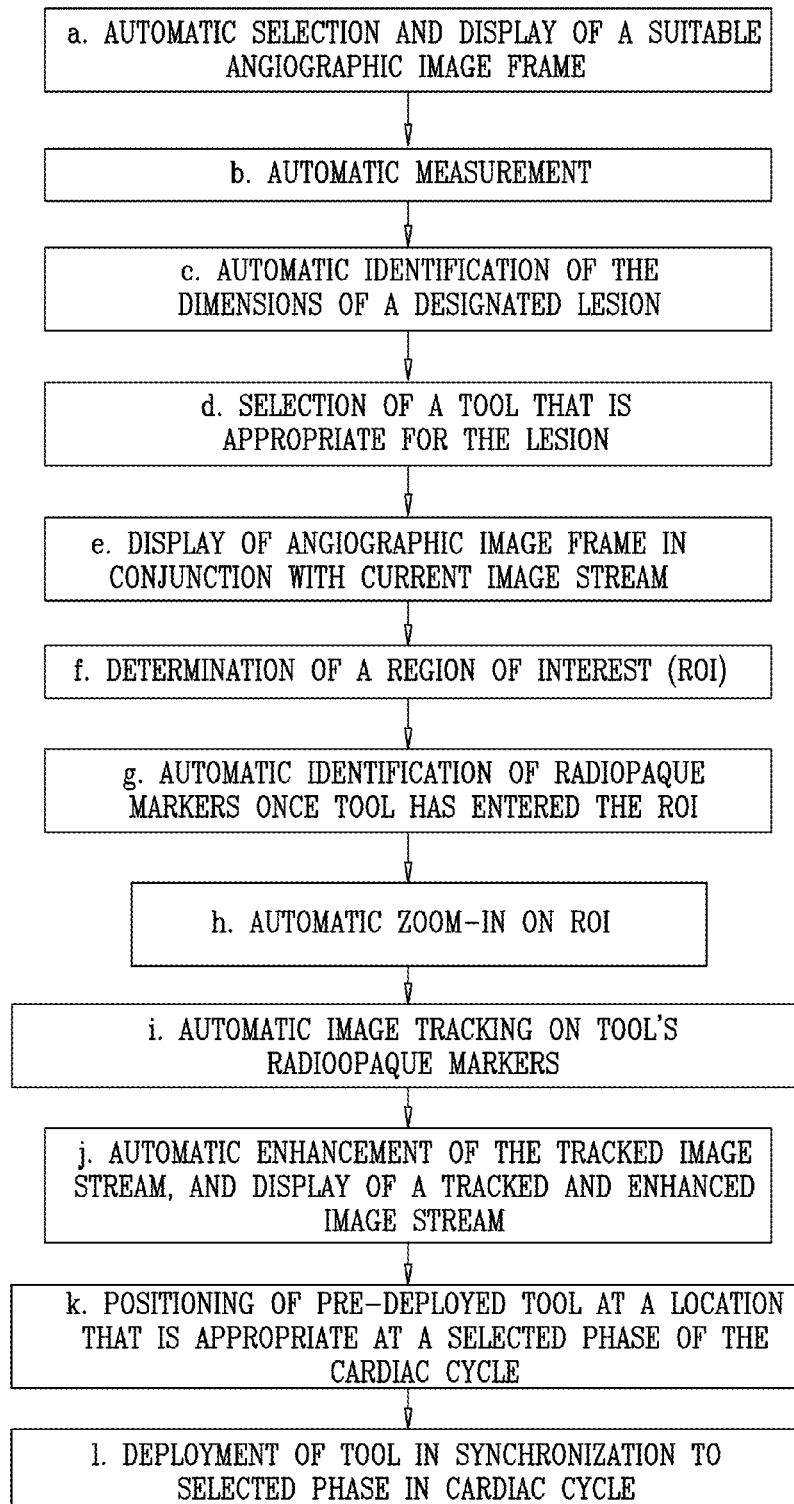 a. AUTOMATIC SELECTION AND DISPLAY OF A SUITABLE
ANGIOGRAPHIC IMAGE FRAME
b. AUTOMATIC MEASUREMENT
c. AUTOMATIC IDENTIFICATION OF THE
DIMENSIONS OF A DESIGNATED LESION
d. SELECTION OF A TOOL THAT IS
APPROPRIATE FOR THE LESION
e. DISPLAY OF ANGIOGRAPHIC IMAGE FRAME IN
CONJUNCTION WITH CURRENT IMAGE STREAM
f. DETERMINATION OF A REGION OF INTEREST (ROI)
g. AUTOMATIC IDENTIFICATION OF RADIOPAQUE
MARKERS ONCE TOOL HAS ENTERED THE ROI
h. AUTOMATIC ZOOM-IN ON ROI
i. AUTOMATIC IMAGE TRACKING ON TOOL'S
RADIOOPAQUE MARKERS
j. AUTOMATIC ENHANCEMENT OF THE TRACKED IMAGE
STREAM, AND DISPLAY OF A TRACKED AND ENHANCED
IMAGE STREAM
k. POSITIONING OF PRE-DEPLOYED TOOL AT A LOCATION
THAT IS APPROPRIATE AT A SELECTED PHASE OF THE
CARDIAC CYCLE
l. DEPLOYMENT OF TOOL IN SYNCHRONIZATION TO
SELECTED PHASE IN CARDIAC CYCLE